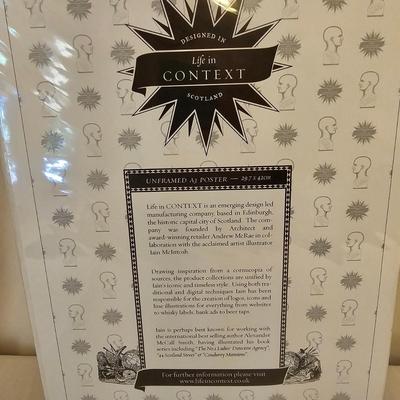 DESIGNED IN
Life in
CONTEXT
SCOTLAND
UNFRAMED A3 POSTER — 29.7 x 42cm
Life in CONTEXT is an emerging design led
manufacturing company, based in Edinburgh,
the historic capital city of Scotland. The com-
pany was founded by Architect and
award-winning retailer Andrew McRae in col-
laboration with the acclaimed artist illustrator
Iain McIntosh.
Drawing inspiration from a cornucopia of
sources, the product collections are unified by
Iain's iconic and timeless style. Using both tra-
ditional and digital techniques Iain has been
responsible for the creation of logos, icons and
line illustrations for everything from websites
to whisky labels, bank ads to beer taps.
Iain is perhaps best known for working with
the international best selling author Alexander
McCall Smith, having illustrated his book
series including "The No.1 Ladies' Detective Agency",
"44 Scotland Street" & "Corduroy Mansions".
For further information please visit
www.lifeincontext.co.uk